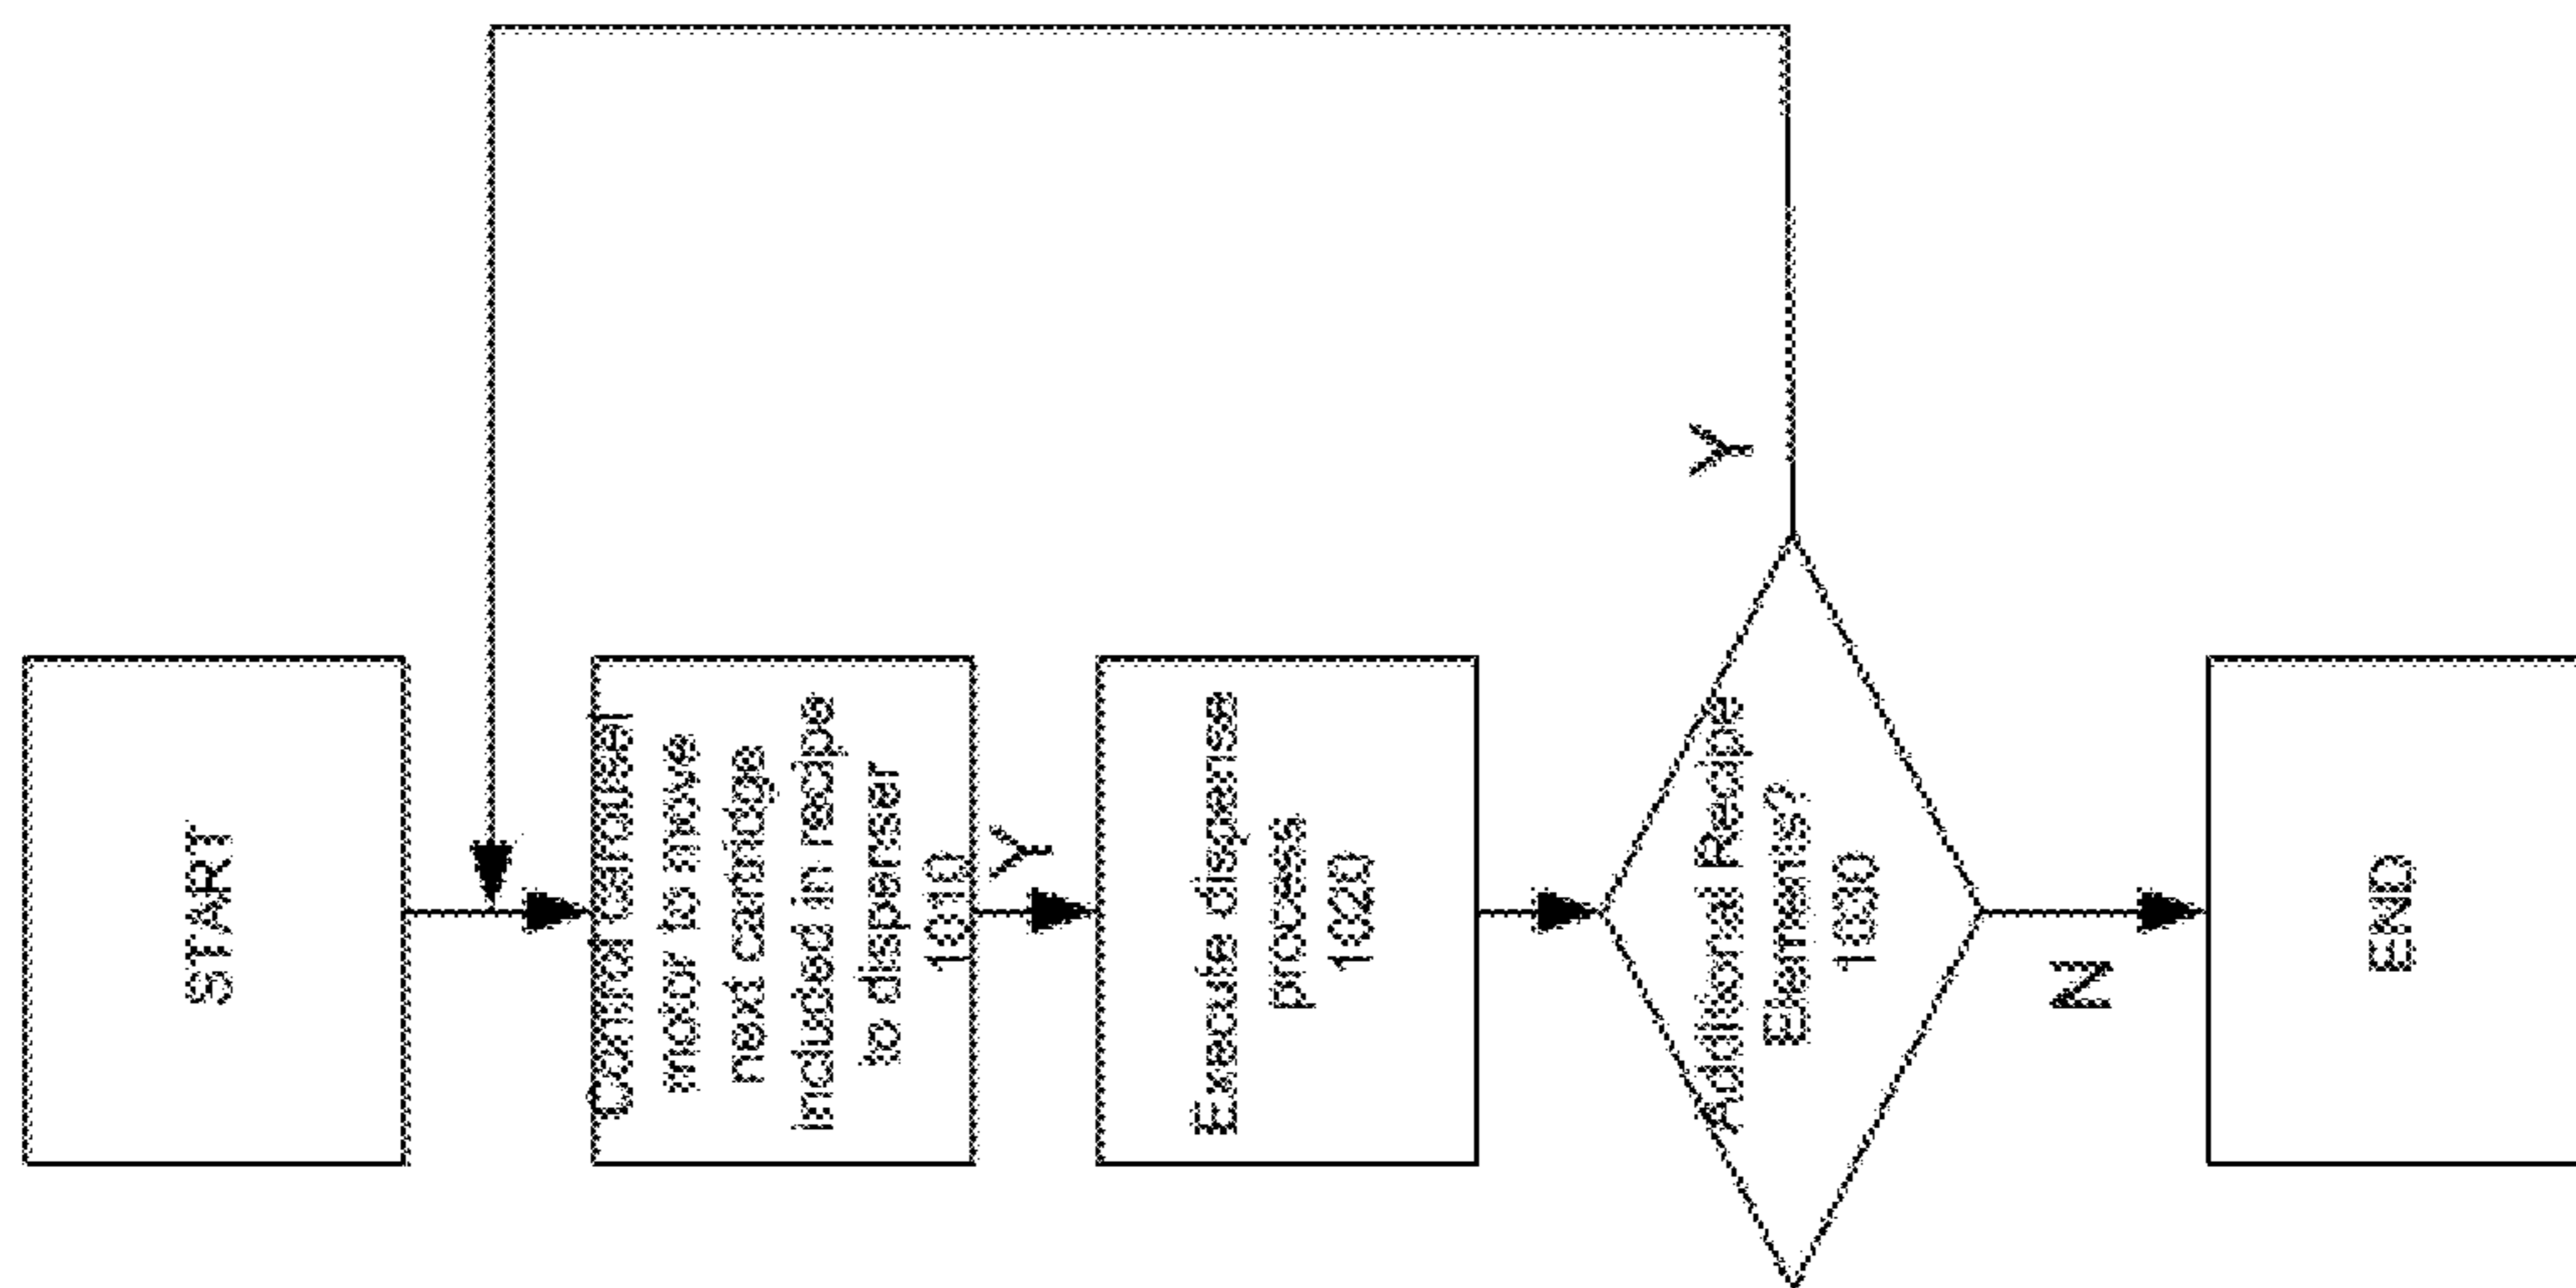 START
Control carousel
motor to move
next cartridge
included in recipe
to dispenser
1010
Y
Execute dispense
process
1020
Additional Recipe
Elements?
1030
Y
N
END